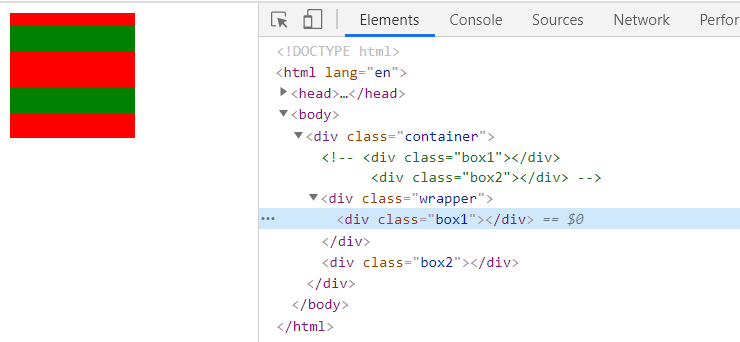 Elements Console Sources Network Perfor
<!DOCTYPE html>
<html lang="en">
<head>…</head>
<body>
<div class="container">
<!-- <div class="box1"></div>
<div class="box2"></div> -->
<div class="wrapper">
<div class="box1"></div> == $0
</div>
<div class="box2"></div>
</div>
</body>
</html>